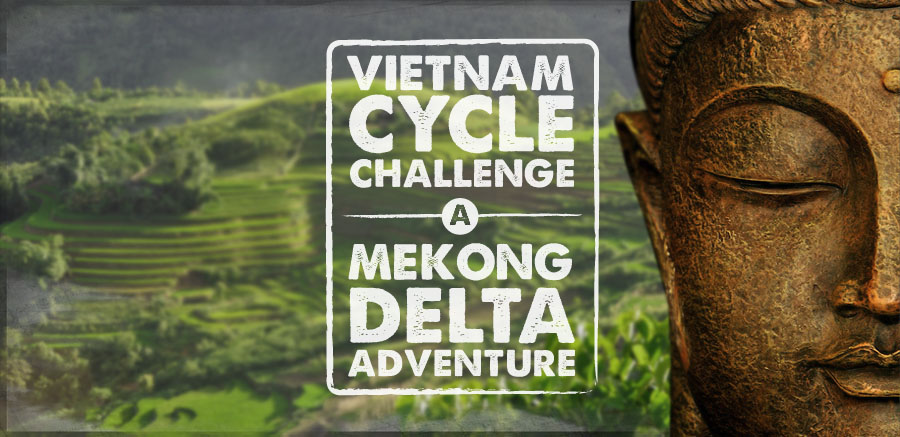 VIETNAM
CYCLE
CHALLENGE
A
MEKONG
DELTA
ADVENTURE